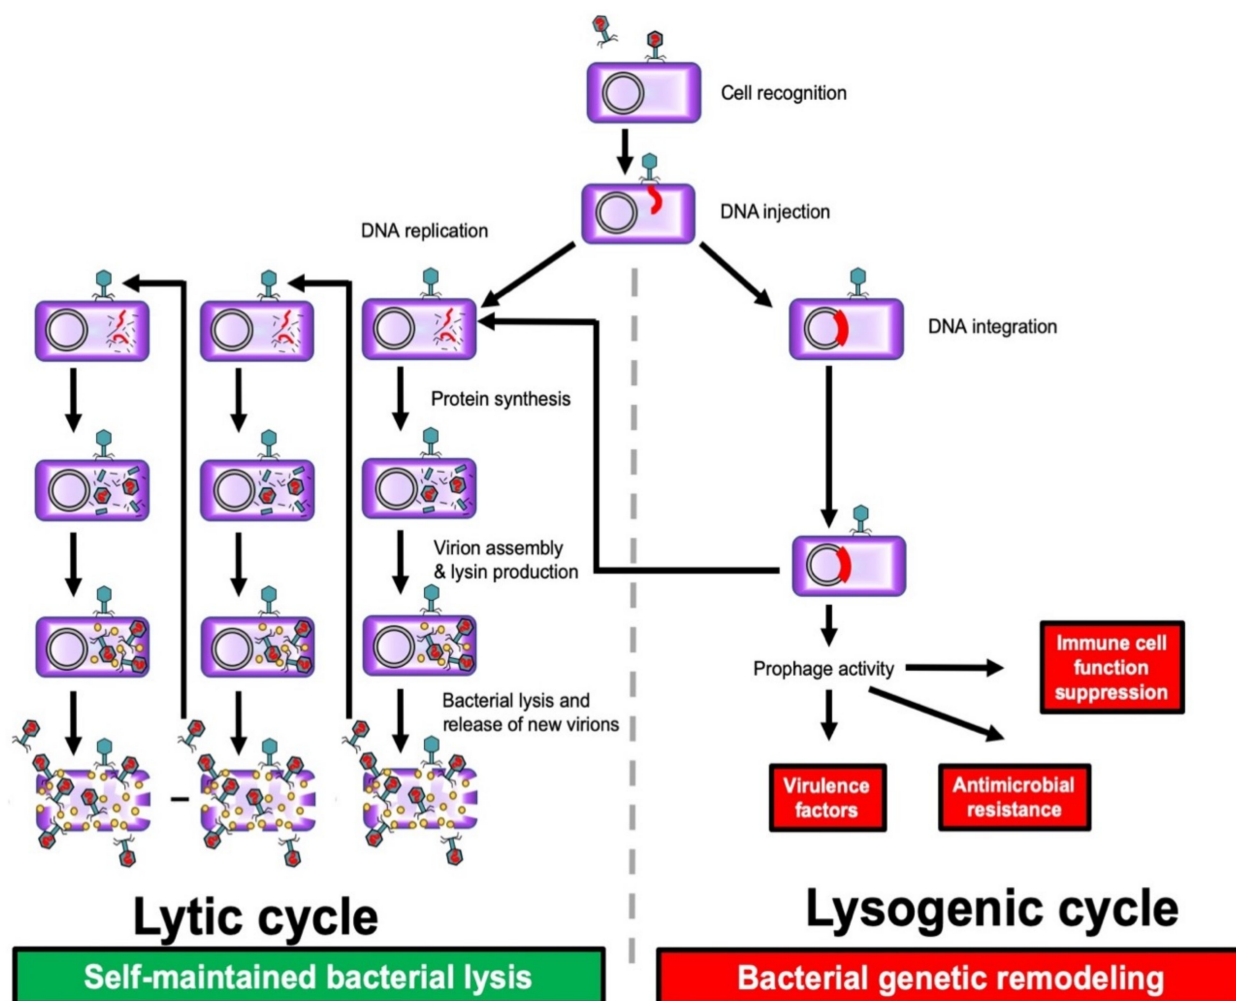 Cell recognition
DNA injection
DNA replication
DNA integration
Protein synthesis
Virion assembly
& lysin production
Bacterial lysis and
release of new virions
Prophage activity
Immune cell
function
suppression
Virulence
factors
Antimicrobial
resistance
Lytic cycle
Lysogenic cycle
Self-maintained bacterial lysis
Bacterial genetic remodeling